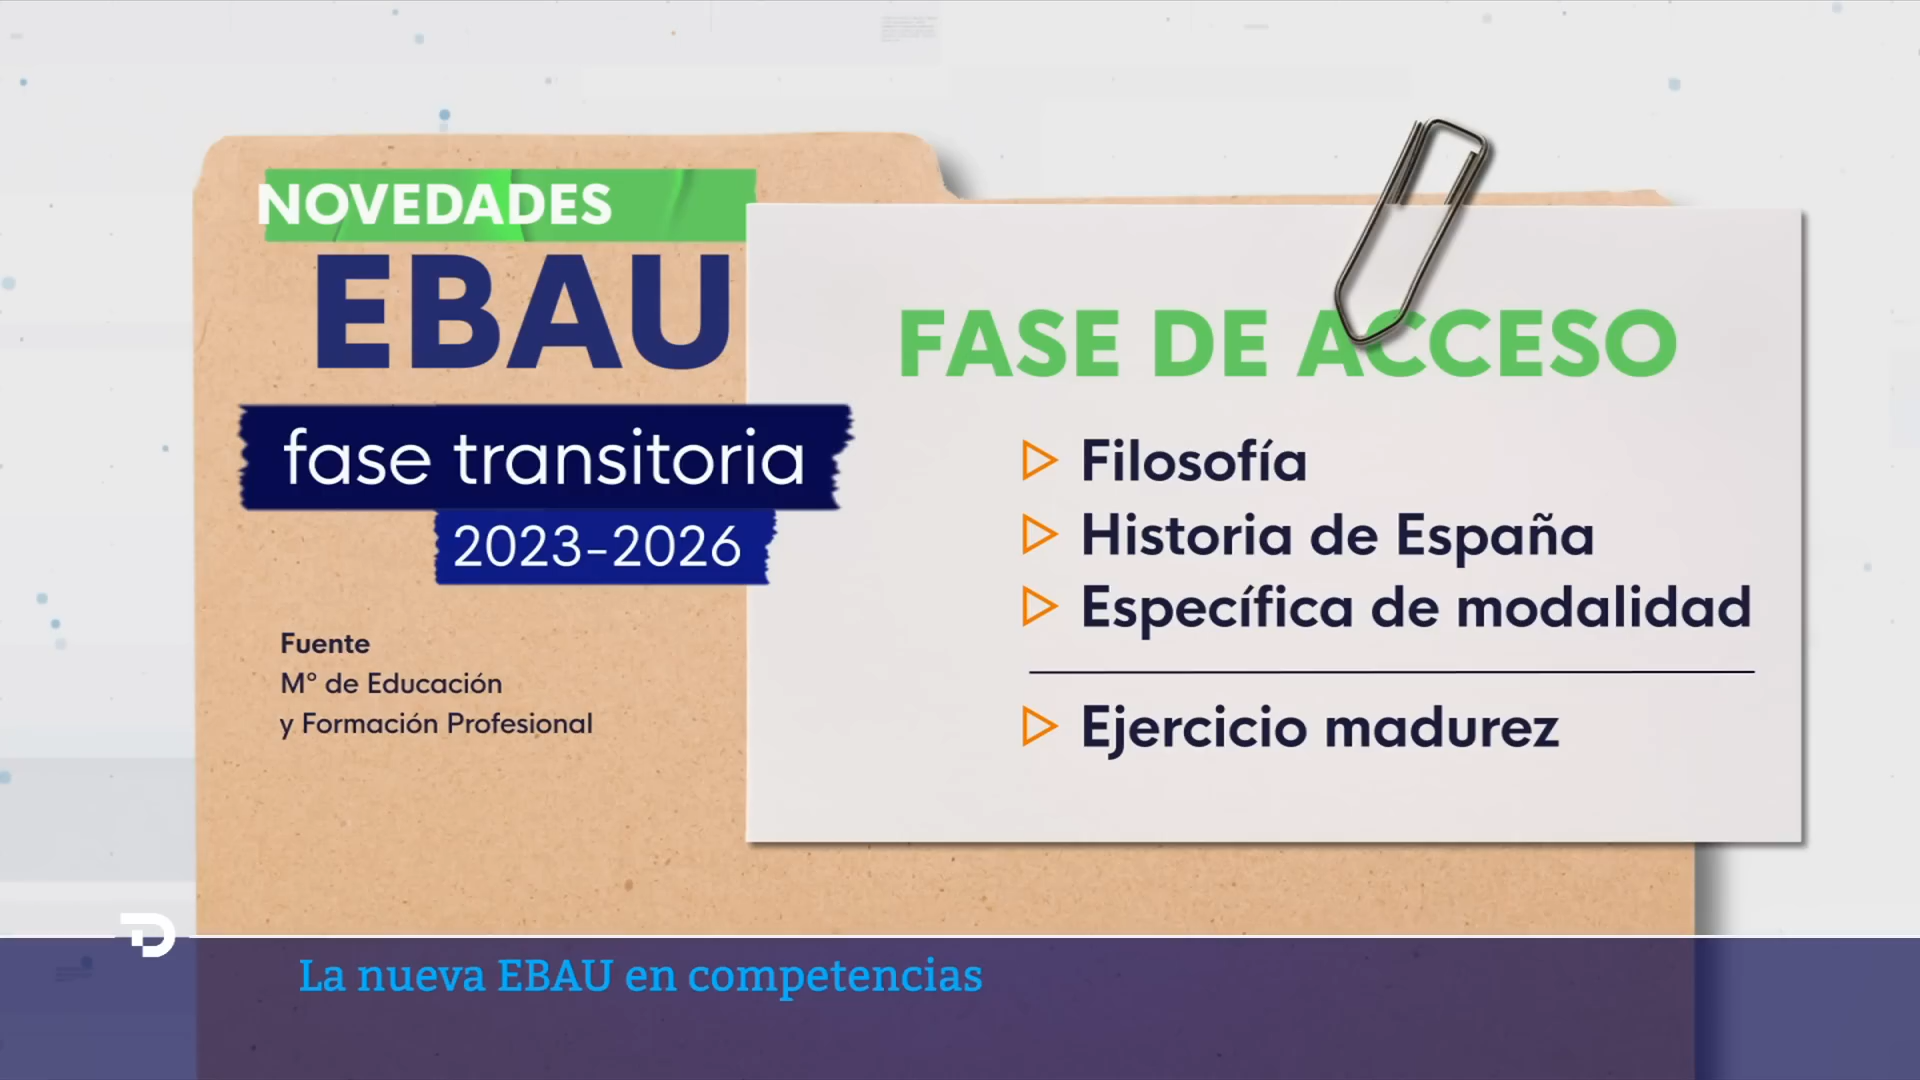 NOVEDADES
EBAU
fase transitoria
2023-2026
Fuente
Mº de Educación
y Formación Profesional
FASE DE ACCESO
Filosofía
Historia de España
Específica de modalidad
Ejercicio madurez
La nueva EBAU en competencias